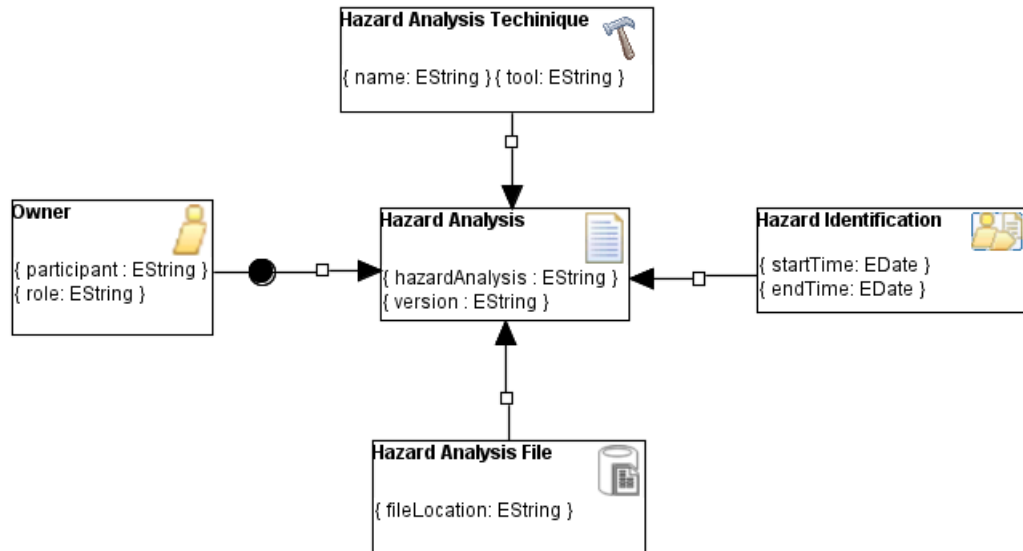 Hazard Analysis Techinique
{ name: EString } { tool: EString }
Owner
{ participant : EString }
{ role: EString }
Hazard Analysis
{ hazardAnalysis : EString }
{ version : EString }
Hazard Identification
{ startTime: EDate }
{ endTime: EDate }
Hazard Analysis File
{ fileLocation: EString }